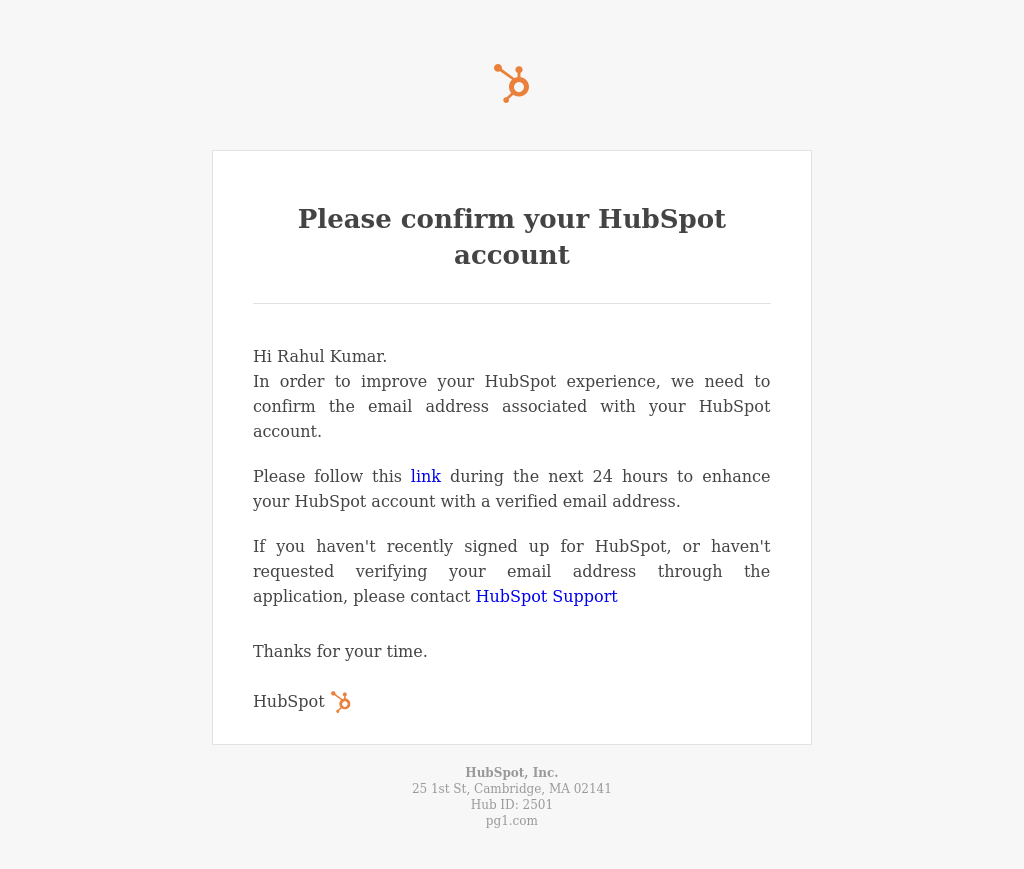 Please confirm your HubSpot
account
Hi Rahul Kumar.
In order to improve your HubSpot experience, we need to
confirm the email address associated with your HubSpot
account.
Please follow this link during the next 24 hours to enhance
your HubSpot account with a verified email address.
If you haven't recently signed up for HubSpot, or haven't
requested verifying your email address through the
application, please contact HubSpot Support
Thanks for your time.
HubSpot
HubSpot, Inc.
25 1st St, Cambridge, MA 02141
Hub ID: 2501
pg1.com